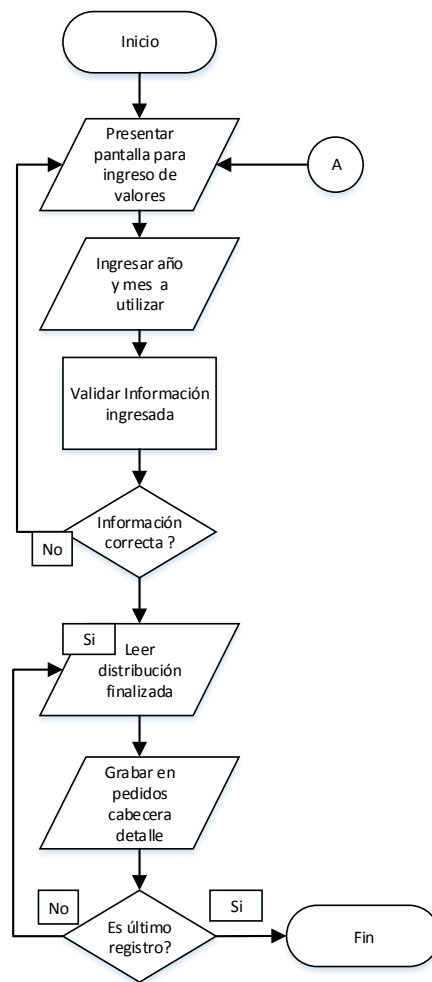 Inicio
Presentar
pantalla para
ingreso de
valores
A
Ingresar año
y mes a
utilizar
Validar Información
ingresada
Información
correcta ?
No
Si
Leer
distribución
finalizada
Grabar en
pedidos
cabecera
detalle
No
Si
Es último
registro?
Fin